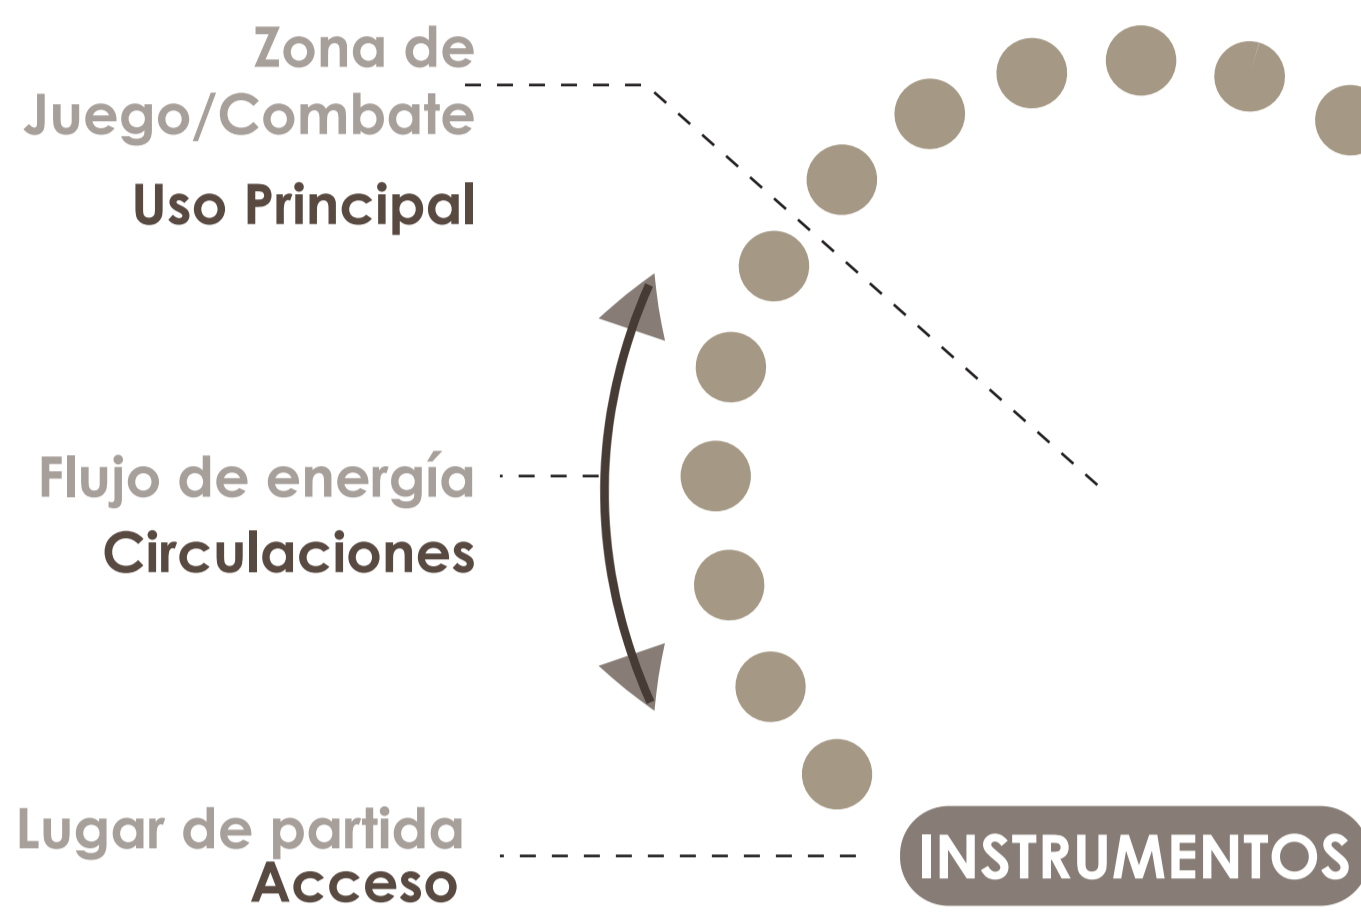 Zona de
Juego/Combate
Uso Principal
Flujo de energía
Circulaciones
Lugar de partida
Acceso
INSTRUMENTOS